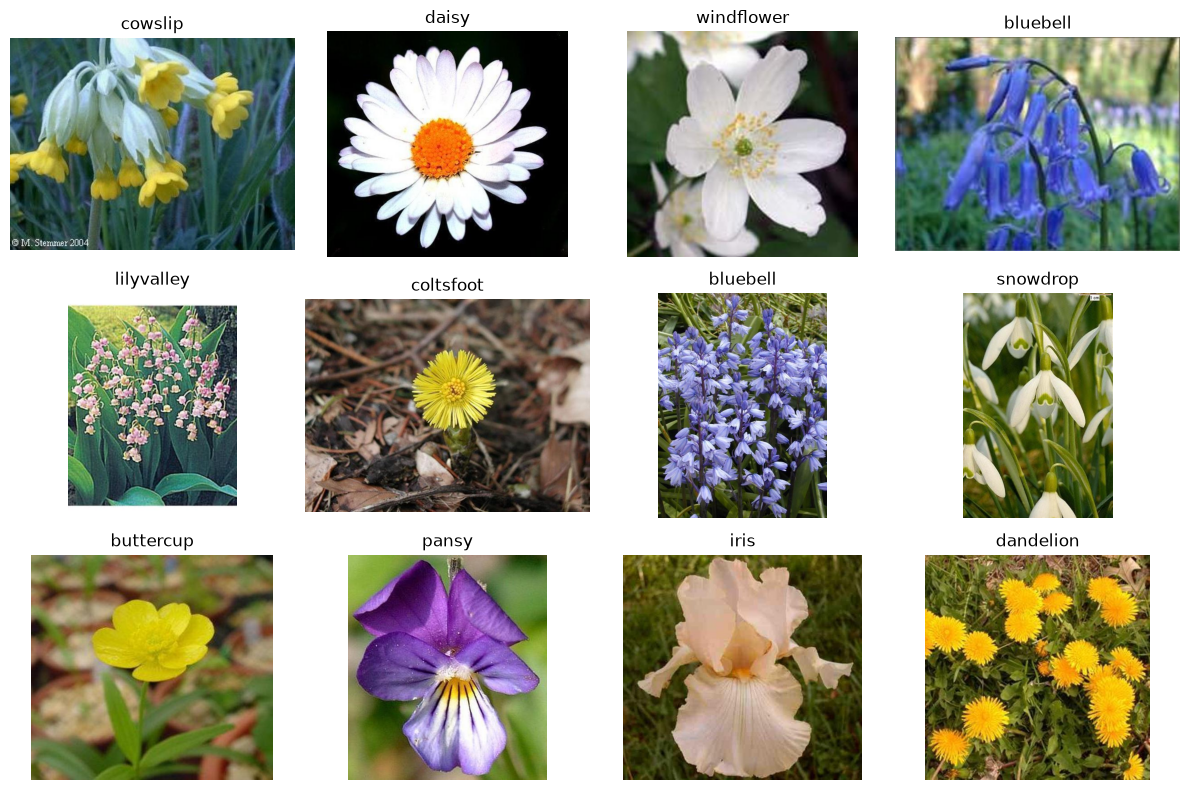 cowslip
daisy
windflower
bluebell
© M. Stemmer 2004
lilyvalley
coltsfoot
bluebell
snowdrop
buttercup
pansy
iris
dandelion